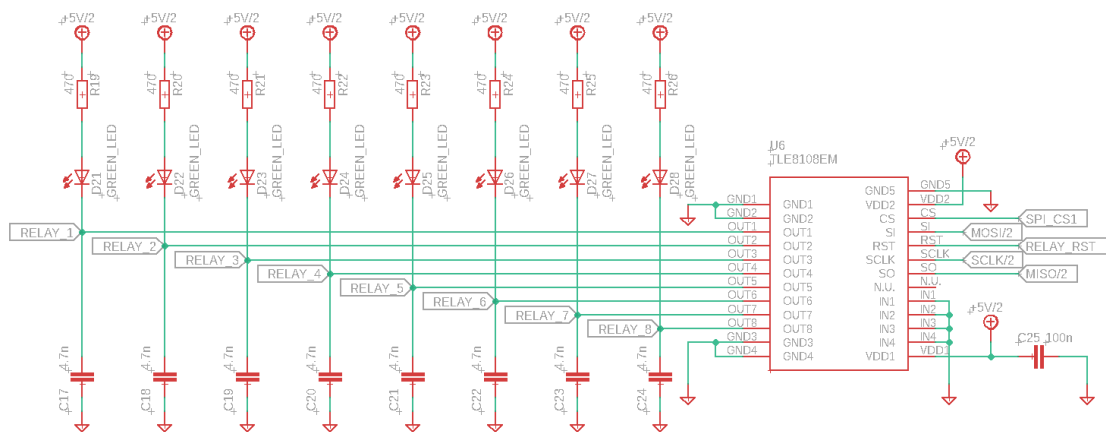 +5V/2 +5V/2 +5V/2 +5V/2 +5V/2 +5V/2 +5V/2 +5V/2
470 R19 470 R20 470 R21 470 R22 470 R23 470 R24 470 R25 470 R26
D21 GREEN_LED D22 GREEN_LED D23 GREEN_LED D24 GREEN_LED D25 GREEN_LED D26 GREEN_LED D27 GREEN_LED D28 GREEN_LED
RELAY_1
RELAY_2
RELAY_3
RELAY_4
RELAY_5
RELAY_6
RELAY_7
RELAY_8
C17 4.7n C18 4.7n C19 4.7n C20 4.7n C21 4.7n C22 4.7n C23 4.7n C24 4.7n
U6
TLE8108EM
GND1 GND1
GND2 GND2
OUT1 OUT1
OUT2 OUT2
OUT3 OUT3
OUT4 OUT4
OUT5 OUT5
OUT6 OUT6
OUT7 OUT7
OUT8 OUT8
GND3 GND3
GND4 GND4
+5V/2
GND5 GND5
VDD2 VDD2
CS CS SPI_CS1
SI SI MOSI/2
RST RST RELAY_RST
SCLK SCLK SCLK/2
SO SO MISO/2
N.U. N.U.
IN1 IN1
IN2 IN2
IN3 IN3
IN4 IN4
VDD1 VDD1
+5V/2
C25 100n